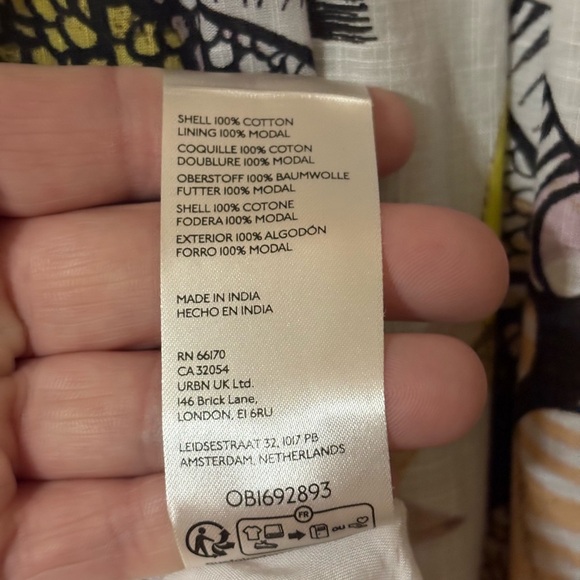 SHELL 100% COTTON
LINING 100% MODAL
COQUILLE 100% COTON
DOUBLURE 100% MODAL
OBERSTOFF 100% BAUMWOLLE
FUTTER 100% MODAL
SHELL 100% COTONE
FODERA 100% MODAL
EXTERIOR 100% ALGODÓN
FORRO 100% MODAL
MADE IN INDIA
HECHO EN INDIA
RN 66170
CA 32054
URBN UK Ltd.
146 Brick Lane,
LONDON, E1 6RU
LEIDSESTRAAT 32, 1017 PB
AMSTERDAM, NETHERLANDS
OB1692893
FR
OU